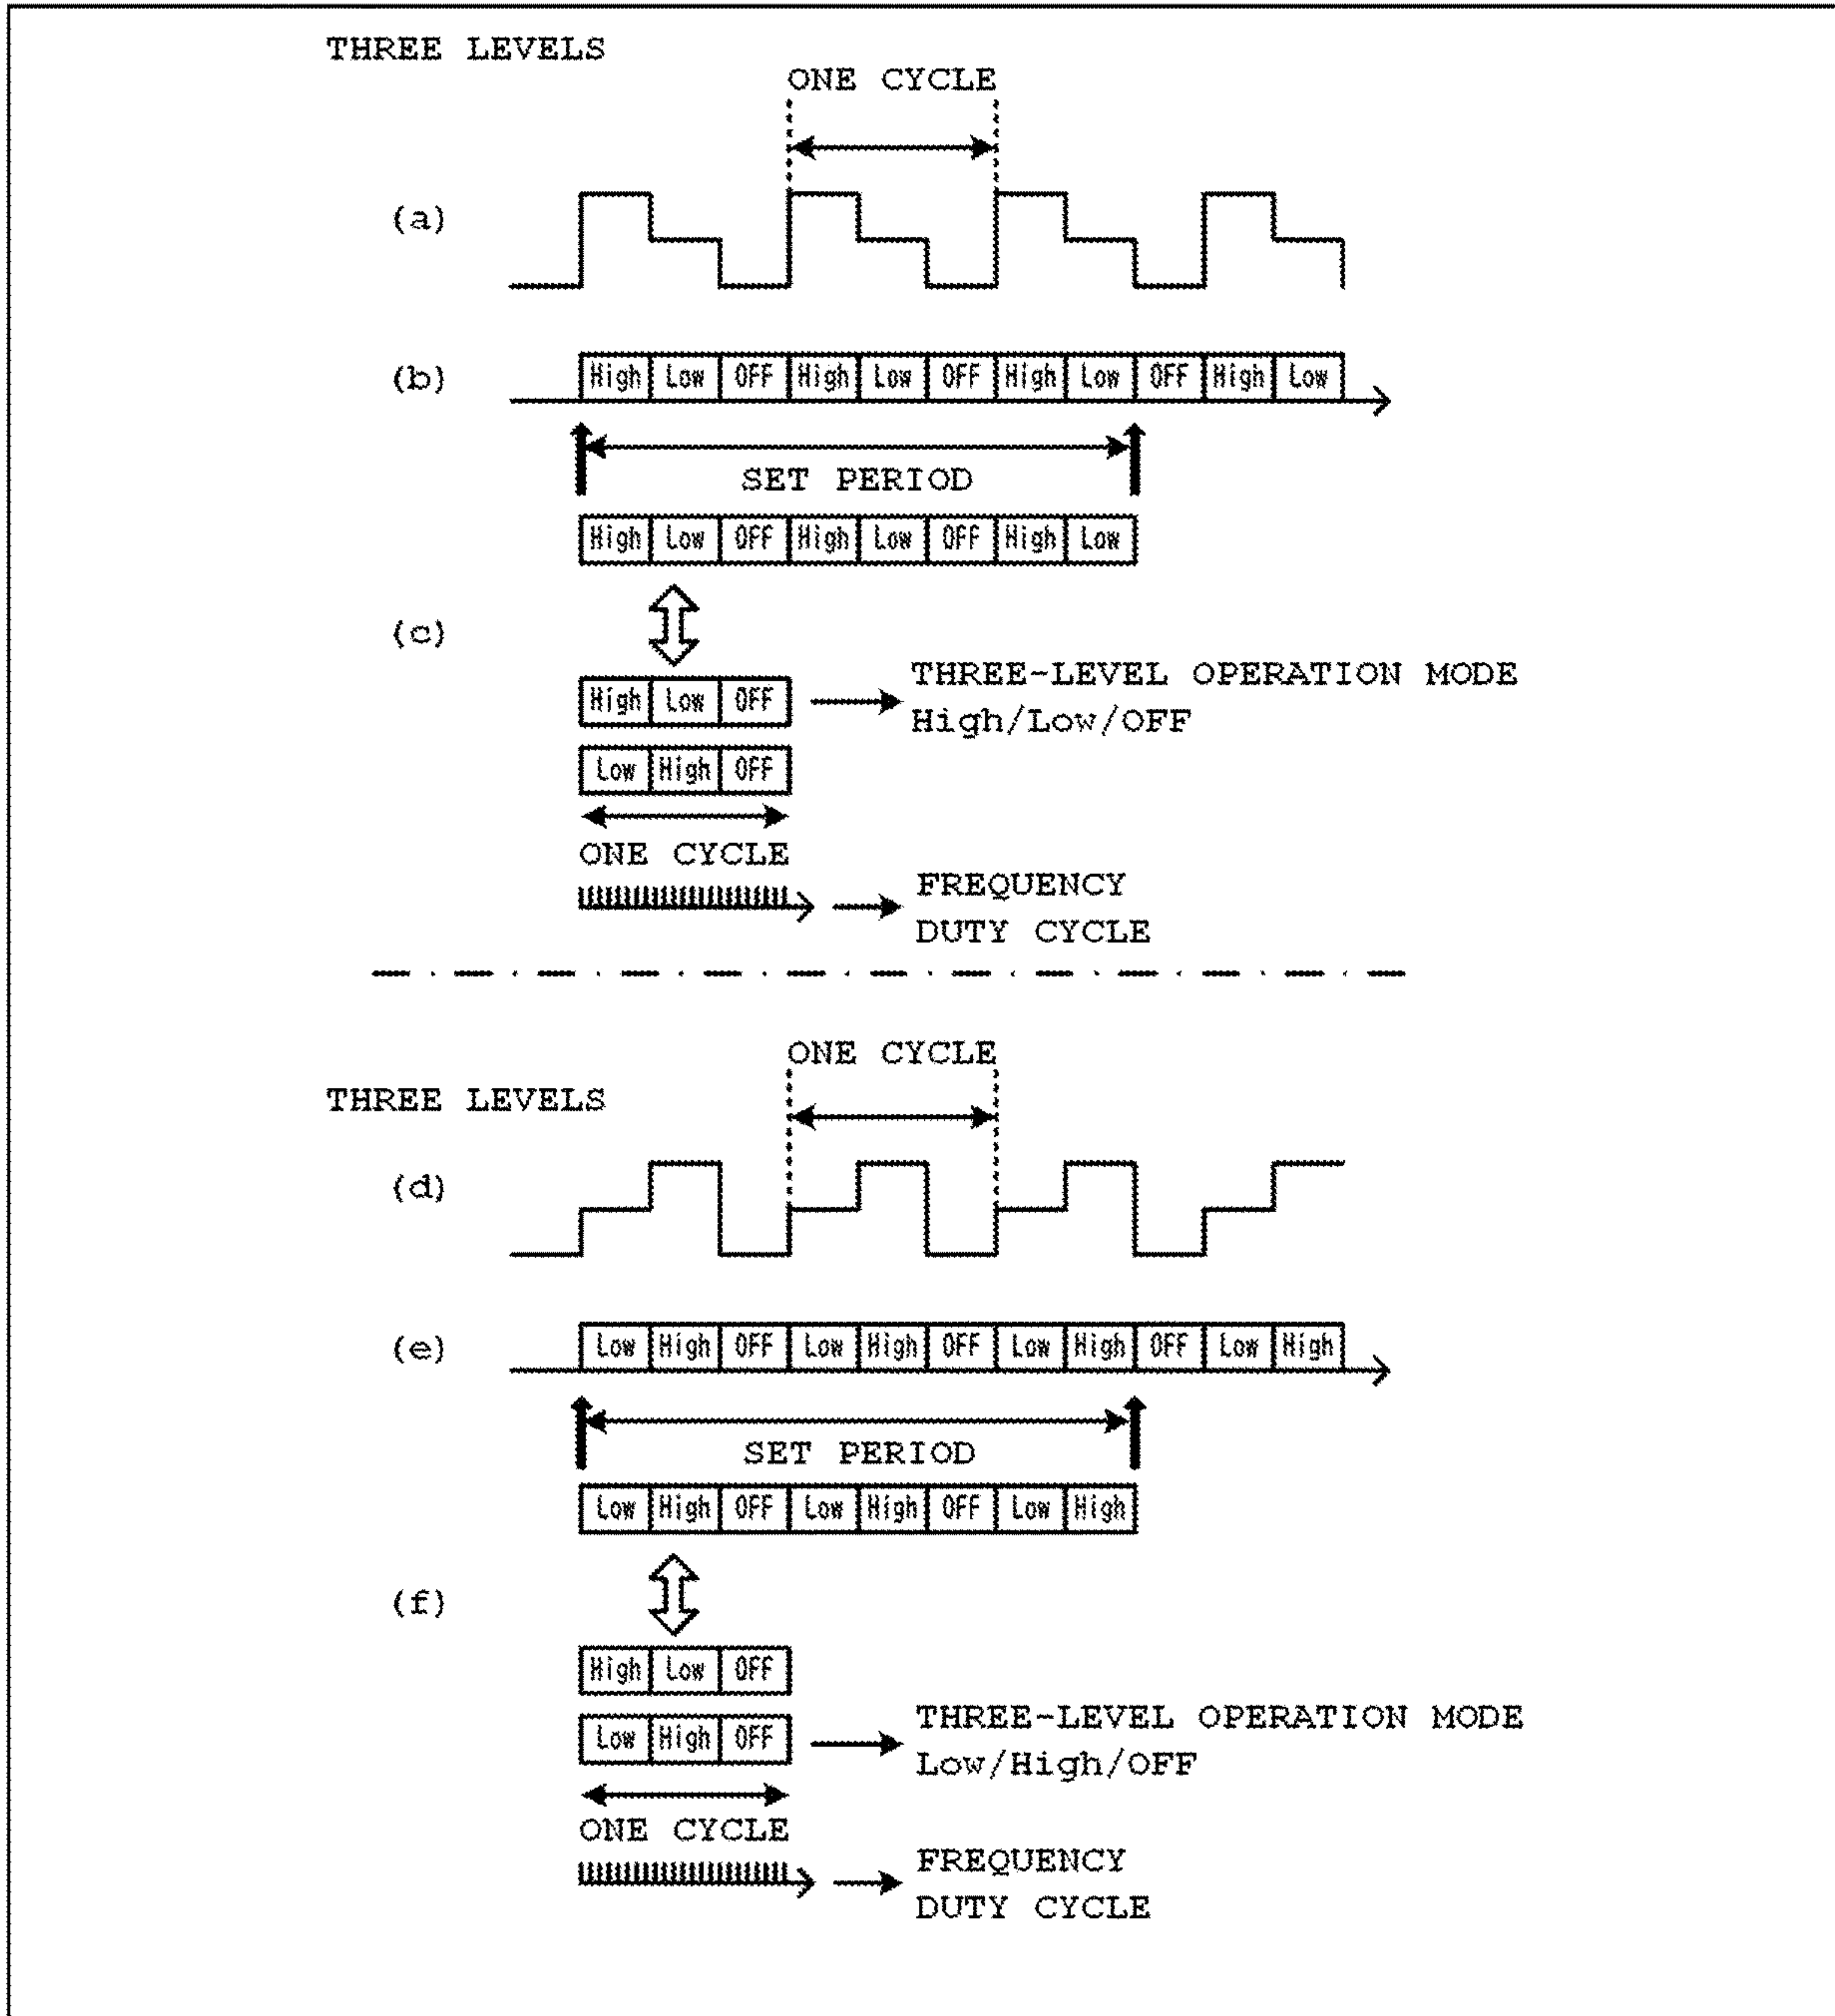 THREE LEVELS
ONE CYCLE
(a)
(b)
High Low OFF High Low OFF High Low OFF High Low
SET PERIOD
High Low OFF High Low OFF High Low
(c)
High Low OFF
THREE-LEVEL OPERATION MODE
High/Low/OFF
Low High OFF
ONE CYCLE
FREQUENCY
DUTY CYCLE
ONE CYCLE
THREE LEVELS
(d)
(e)
Low High OFF Low High OFF Low High OFF Low High
SET PERIOD
Low High OFF Low High OFF Low High
(f)
High Low OFF
Low High OFF
THREE-LEVEL OPERATION MODE
Low/High/OFF
ONE CYCLE
FREQUENCY
DUTY CYCLE